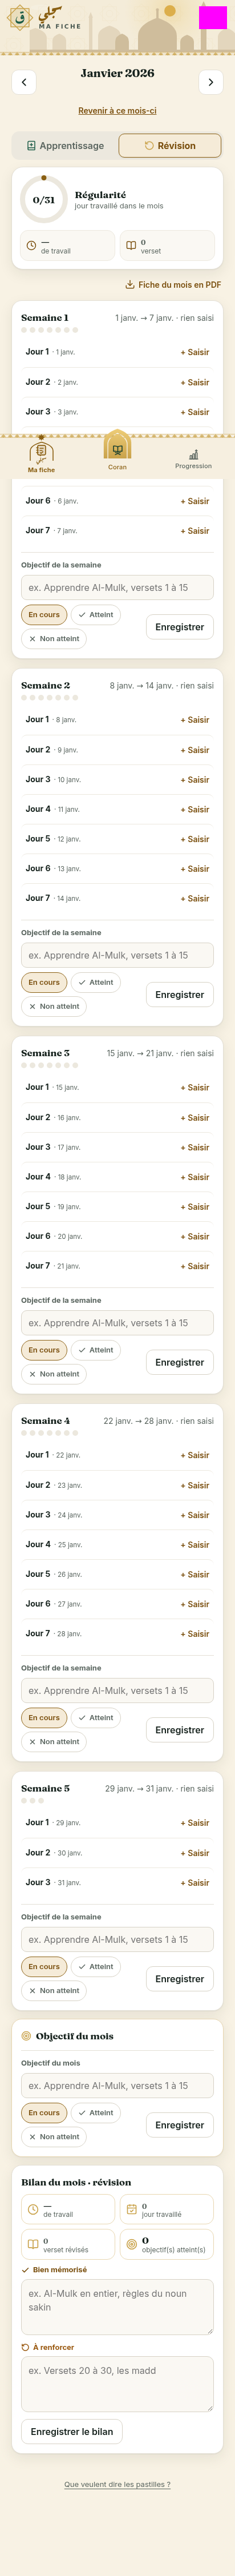 ق سجلي
MA FICHE
Janvier 2026
Revenir à ce mois-ci
Apprentissage Révision
0/31
Régularité
jour travaillé dans le mois
—
de travail
0
verset
Fiche du mois en PDF
Semaine 1 1 janv. → 7 janv. · rien saisi
Jour 1 · 1 janv. + Saisir
Jour 2 · 2 janv. + Saisir
Jour 3 · 3 janv. + Saisir
Ma fiche Coran Progression
Jour 6 · 6 janv. + Saisir
Jour 7 · 7 janv. + Saisir
Objectif de la semaine
ex. Apprendre Al-Mulk, versets 1 à 15
En cours Atteint
Non atteint
Enregistrer
Semaine 2 8 janv. → 14 janv. · rien saisi
Jour 1 · 8 janv. + Saisir
Jour 2 · 9 janv. + Saisir
Jour 3 · 10 janv. + Saisir
Jour 4 · 11 janv. + Saisir
Jour 5 · 12 janv. + Saisir
Jour 6 · 13 janv. + Saisir
Jour 7 · 14 janv. + Saisir
Objectif de la semaine
ex. Apprendre Al-Mulk, versets 1 à 15
En cours Atteint
Non atteint
Enregistrer
Semaine 3 15 janv. → 21 janv. · rien saisi
Jour 1 · 15 janv. + Saisir
Jour 2 · 16 janv. + Saisir
Jour 3 · 17 janv. + Saisir
Jour 4 · 18 janv. + Saisir
Jour 5 · 19 janv. + Saisir
Jour 6 · 20 janv. + Saisir
Jour 7 · 21 janv. + Saisir
Objectif de la semaine
ex. Apprendre Al-Mulk, versets 1 à 15
En cours Atteint
Non atteint
Enregistrer
Semaine 4 22 janv. → 28 janv. · rien saisi
Jour 1 · 22 janv. + Saisir
Jour 2 · 23 janv. + Saisir
Jour 3 · 24 janv. + Saisir
Jour 4 · 25 janv. + Saisir
Jour 5 · 26 janv. + Saisir
Jour 6 · 27 janv. + Saisir
Jour 7 · 28 janv. + Saisir
Objectif de la semaine
ex. Apprendre Al-Mulk, versets 1 à 15
En cours Atteint
Non atteint
Enregistrer
Semaine 5 29 janv. → 31 janv. · rien saisi
Jour 1 · 29 janv. + Saisir
Jour 2 · 30 janv. + Saisir
Jour 3 · 31 janv. + Saisir
Objectif de la semaine
ex. Apprendre Al-Mulk, versets 1 à 15
En cours Atteint
Non atteint
Enregistrer
Objectif du mois
Objectif du mois
ex. Apprendre Al-Mulk, versets 1 à 15
En cours Atteint
Non atteint
Enregistrer
Bilan du mois · révision
—
de travail
0
jour travaillé
0
verset révisés
0
objectif(s) atteint(s)
Bien mémorisé
ex. Al-Mulk en entier, règles du noun
sakin
À renforcer
ex. Versets 20 à 30, les madd
Enregistrer le bilan
Que veulent dire les pastilles ?